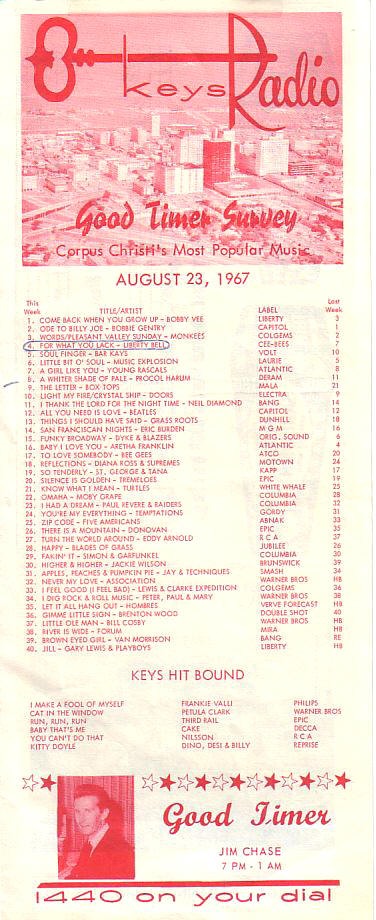 keys Radio
Good Timer Survey
Corpus Christi's Most Popular Music
AUGUST 23, 1967
This Week TITLE/ARTIST LABEL Last Week
1. COME BACK WHEN YOU GROW UP - BOBBY VEE LIBERTY 3
2. ODE TO BILLY JOE - BOBBIE GENTRY CAPITOL 1
3. WORDS/PLEASANT VALLEY SUNDAY - MONKEES COLGEMS 2
4. FOR WHAT YOU LACK - LIBERTY BELL CEE-BEES 7
5. SOUL FINGER - BAR KAYS VOLT 10
6. LITTLE BIT O' SOUL - MUSIC EXPLOSION LAURIE 5
7. A GIRL LIKE YOU - YOUNG RASCALS ATLANTIC 8
8. A WHITER SHADE OF PALE - PROCOL HARUM DERAM 11
9. THE LETTER - BOX TOPS MALA 21
10. LIGHT MY FIRE/CRYSTAL SHIP - DOORS ELECTRA 9
11. I THANK THE LORD FOR THE NIGHT TIME - NEIL DIAMOND BANG 14
12. ALL YOU NEED IS LOVE - BEATLES CAPITOL 12
13. THINGS I SHOULD HAVE SAID - GRASS ROOTS DUNHILL 18
14. SAN FRANCISCAN NIGHTS - ERIC BURDEN M G M 16
15. FUNKY BROADWAY - DYKE & BLAZERS ORIG. SOUND 6
16. BABY I LOVE YOU - ARETHA FRANKLIN ATLANTIC 4
17. TO LOVE SOMEBODY - BEE GEES ATCO 20
18. REFLECTIONS - DIANA ROSS & SUPREMES MOTOWN 24
19. SO TENDERLY - ST. GEORGE & TANA KAPP 17
20. SILENCE IS GOLDEN - TREMELOES EPIC 19
21. KNOW WHAT I MEAN - TURTLES WHITE WHALE 25
22. OMAHA - MOBY GRAPE COLUMBIA 28
23. I HAD A DREAM - PAUL REVERE & RAIDERS COLUMBIA 32
24. YOU'RE MY EVERYTHING - TEMPTATIONS GORDY 31
25. ZIP CODE - FIVE AMERICANS ABNAK 33
26. THERE IS A MOUNTAIN - DONOVAN EPIC 35
27. TURN THE WORLD AROUND - EDDY ARNOLD R C A 37
28. HAPPY - BLADES OF GRASS JUBILEE 26
29. FAKIN' IT - SIMON & GARFUNKEL COLUMBIA 30
30. HIGHER & HIGHER - JACKIE WILSON BRUNSWICK 39
31. APPLES, PEACHES & PUMPKIN PIE - JAY & TECHNIQUES SMASH 34
32. NEVER MY LOVE - ASSOCIATION WARNER BROS HB
33. I FEEL GOOD (I FEEL BAD) - LEWIS & CLARKE EXPEDITION COLGEMS 36
34. I DIG ROCK & ROLL MUSIC - PETER, PAUL & MARY WARNER BROS 38
35. LET IT ALL HANG OUT - HOMBRES VERVE FORECAST HB
36. GIMME LITTLE SIGN - BRENTON WOOD DOUBLE SHOT 40
37. LITTLE OLE MAN - BILL COSBY WARNER BROS HB
38. RIVER IS WIDE - FORUM MIRA HB
39. BROWN EYED GIRL - VAN MORRISON BANG RE
40. JILL - GARY LEWIS & PLAYBOYS LIBERTY HB
KEYS HIT BOUND
I MAKE A FOOL OF MYSELF FRANKIE VALLI PHILIPS
CAT IN THE WINDOW PETULA CLARK WARNER BROS
RUN, RUN, RUN THIRD RAIL EPIC
BABY THAT'S ME CAKE DECCA
YOU CAN'T DO THAT NILSSON R C A
KITTY DOYLE DINO, DESI & BILLY REPRISE
Good Timer
JIM CHASE
7 PM - 1 AM
1440 on your dial